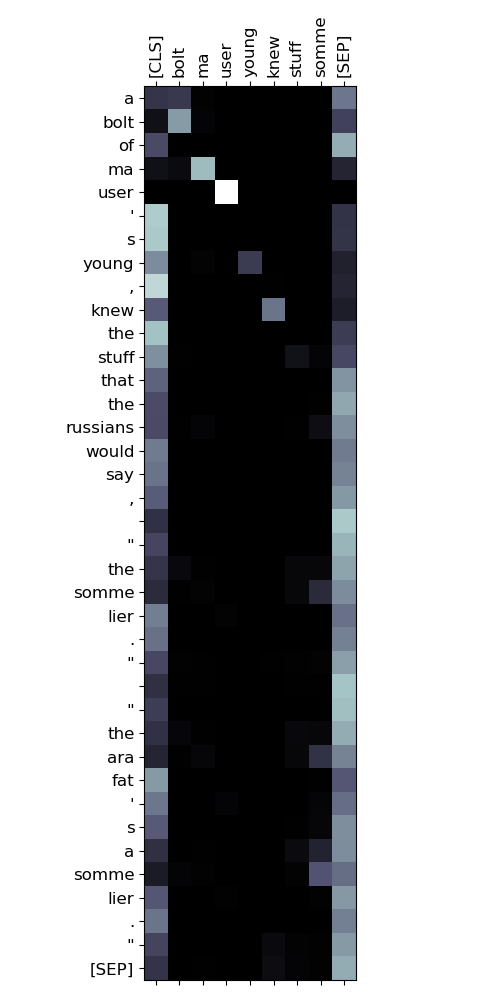 [CLS] bolt ma user young knew stuff somme [SEP]
a
bolt
of
ma
user
'
s
young
,
knew
the
stuff
that
the
russians
would
say
,
-
"
the
somme
lier
.
"
-
"
the
ara
fat
'
s
a
somme
lier
.
"
[SEP]